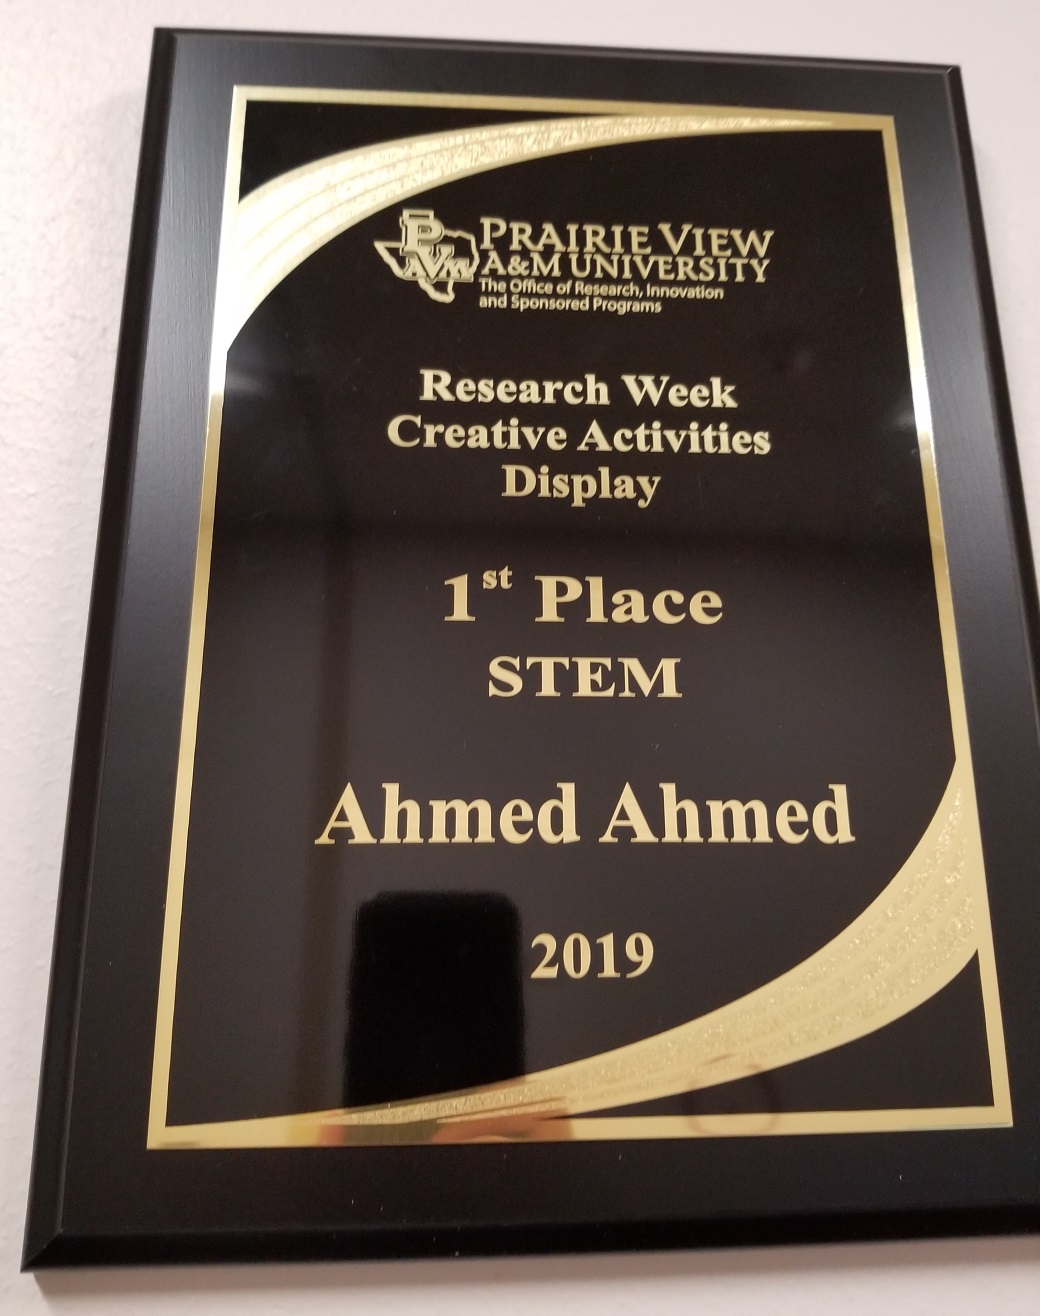 PRAIRIE VIEW
A&M UNIVERSITY
The Office of Research, Innovation
and Sponsored Programs
Research Week
Creative Activities
Display
1st Place
STEM
Ahmed Ahmed
2019